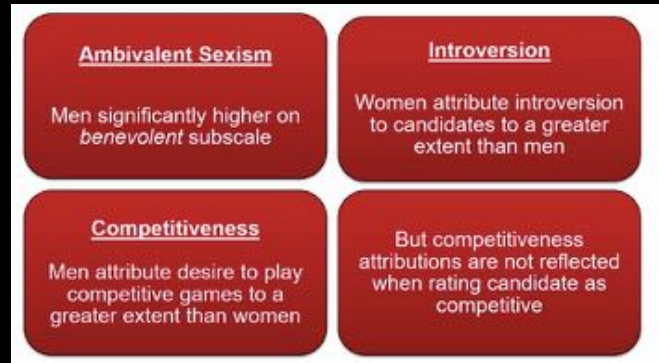 Ambivalent Sexism
Men significantly higher on
benevolent subscale
Introversion
Women attribute introversion
to candidates to a greater
extent than men
Competitiveness
Men attribute desire to play
competitive games to a
greater extent than women
But competitiveness
attributions are not reflected
when rating candidate as
competitive